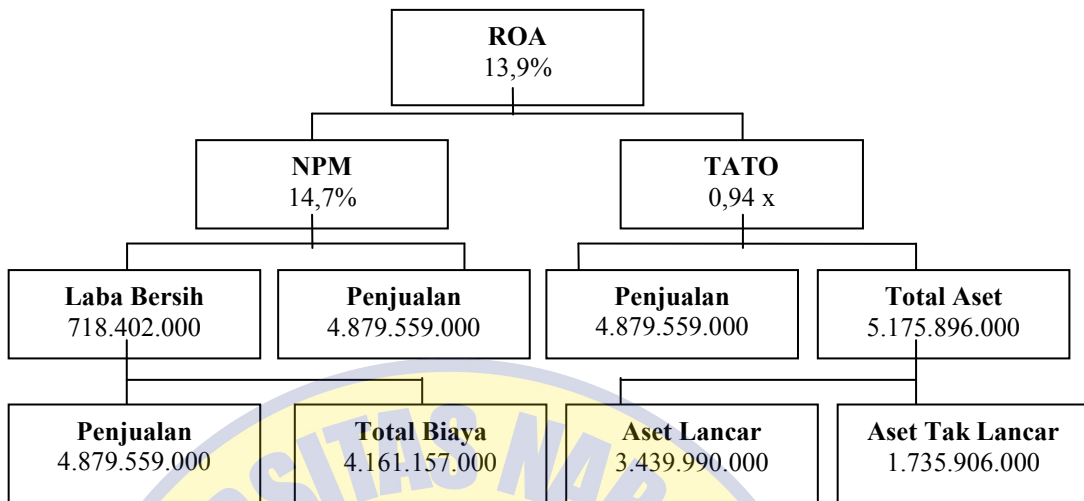 ROA
13,9%
NPM
14,7%
TATO
0,94 x
Laba Bersih
718.402.000
Penjualan
4.879.559.000
Penjualan
4.879.559.000
Total Aset
5.175.896.000
Penjualan
4.879.559.000
Total Biaya
4.161.157.000
Aset Lancar
3.439.990.000
Aset Tak Lancar
1.735.906.000